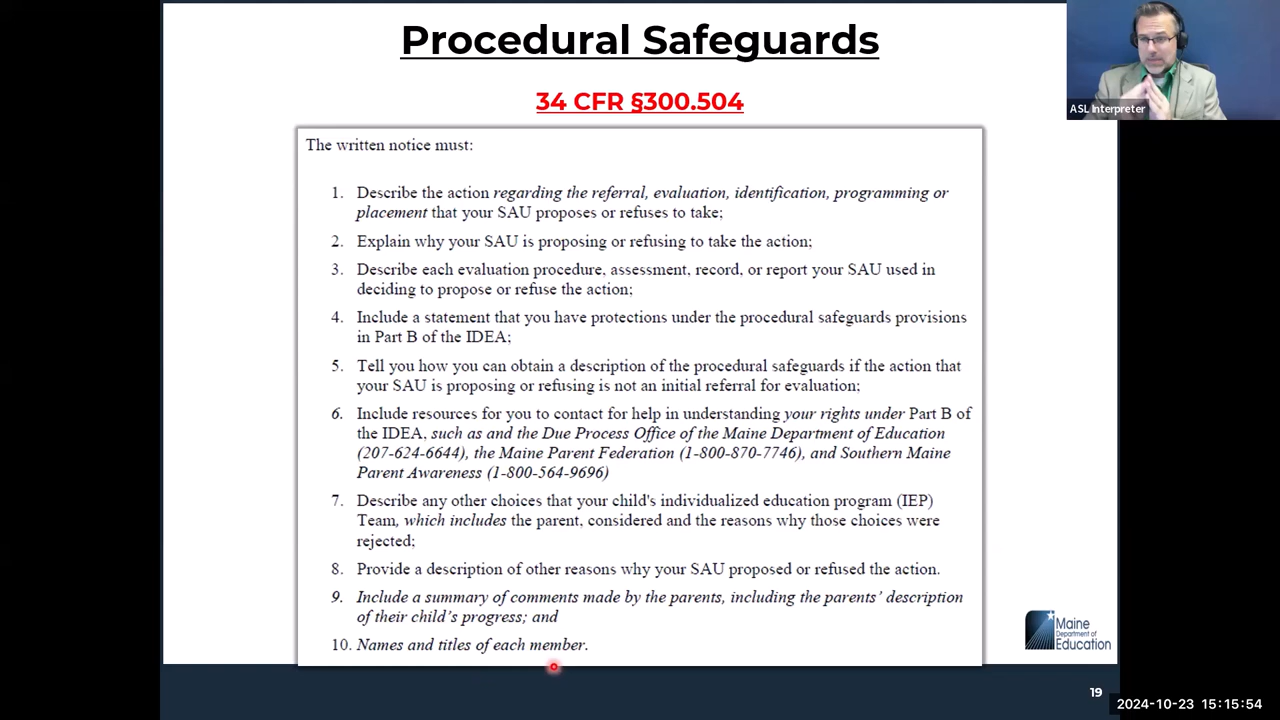 Procedural Safeguards
34 CFR §300.504
ASL Interpreter
The written notice must:
1. Describe the action regarding the referral, evaluation, identification, programming or
placement that your SAU proposes or refuses to take;
2. Explain why your SAU is proposing or refusing to take the action;
3. Describe each evaluation procedure, assessment, record, or report your SAU used in
deciding to propose or refuse the action;
4. Include a statement that you have protections under the procedural safeguards provisions
in Part B of the IDEA;
5. Tell you how you can obtain a description of the procedural safeguards if the action that
your SAU is proposing or refusing is not an initial referral for evaluation;
6. Include resources for you to contact for help in understanding your rights under Part B of
the IDEA, such as and the Due Process Office of the Maine Department of Education
(207-624-6644), the Maine Parent Federation (1-800-870-7746), and Southern Maine
Parent Awareness (1-800-564-9696)
7. Describe any other choices that your child's individualized education program (IEP)
Team, which includes the parent, considered and the reasons why those choices were
rejected;
8. Provide a description of other reasons why your SAU proposed or refused the action.
9. Include a summary of comments made by the parents, including the parents’ description
of their child’s progress; and
10. Names and titles of each member.
Maine
Department of
Education
19
2024-10-23 15:15:54